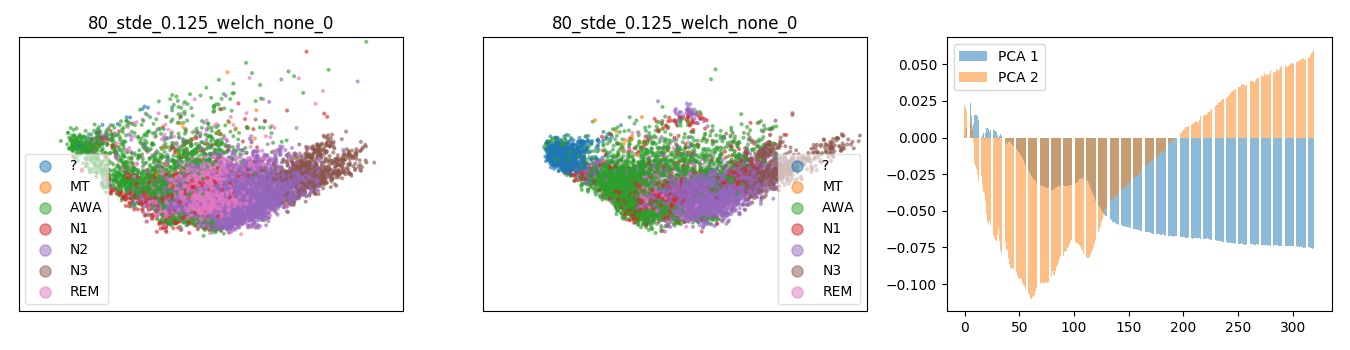 80_stde_0.125_welch_none_0
?
MT
AWA
N1
N2
N3
REM
80_stde_0.125_welch_none_0
?
MT
AWA
N1
N2
N3
REM
PCA 1
PCA 2
0.050
0.025
0.000
−0.025
−0.050
−0.075
−0.100
0 50 100 150 200 250 300